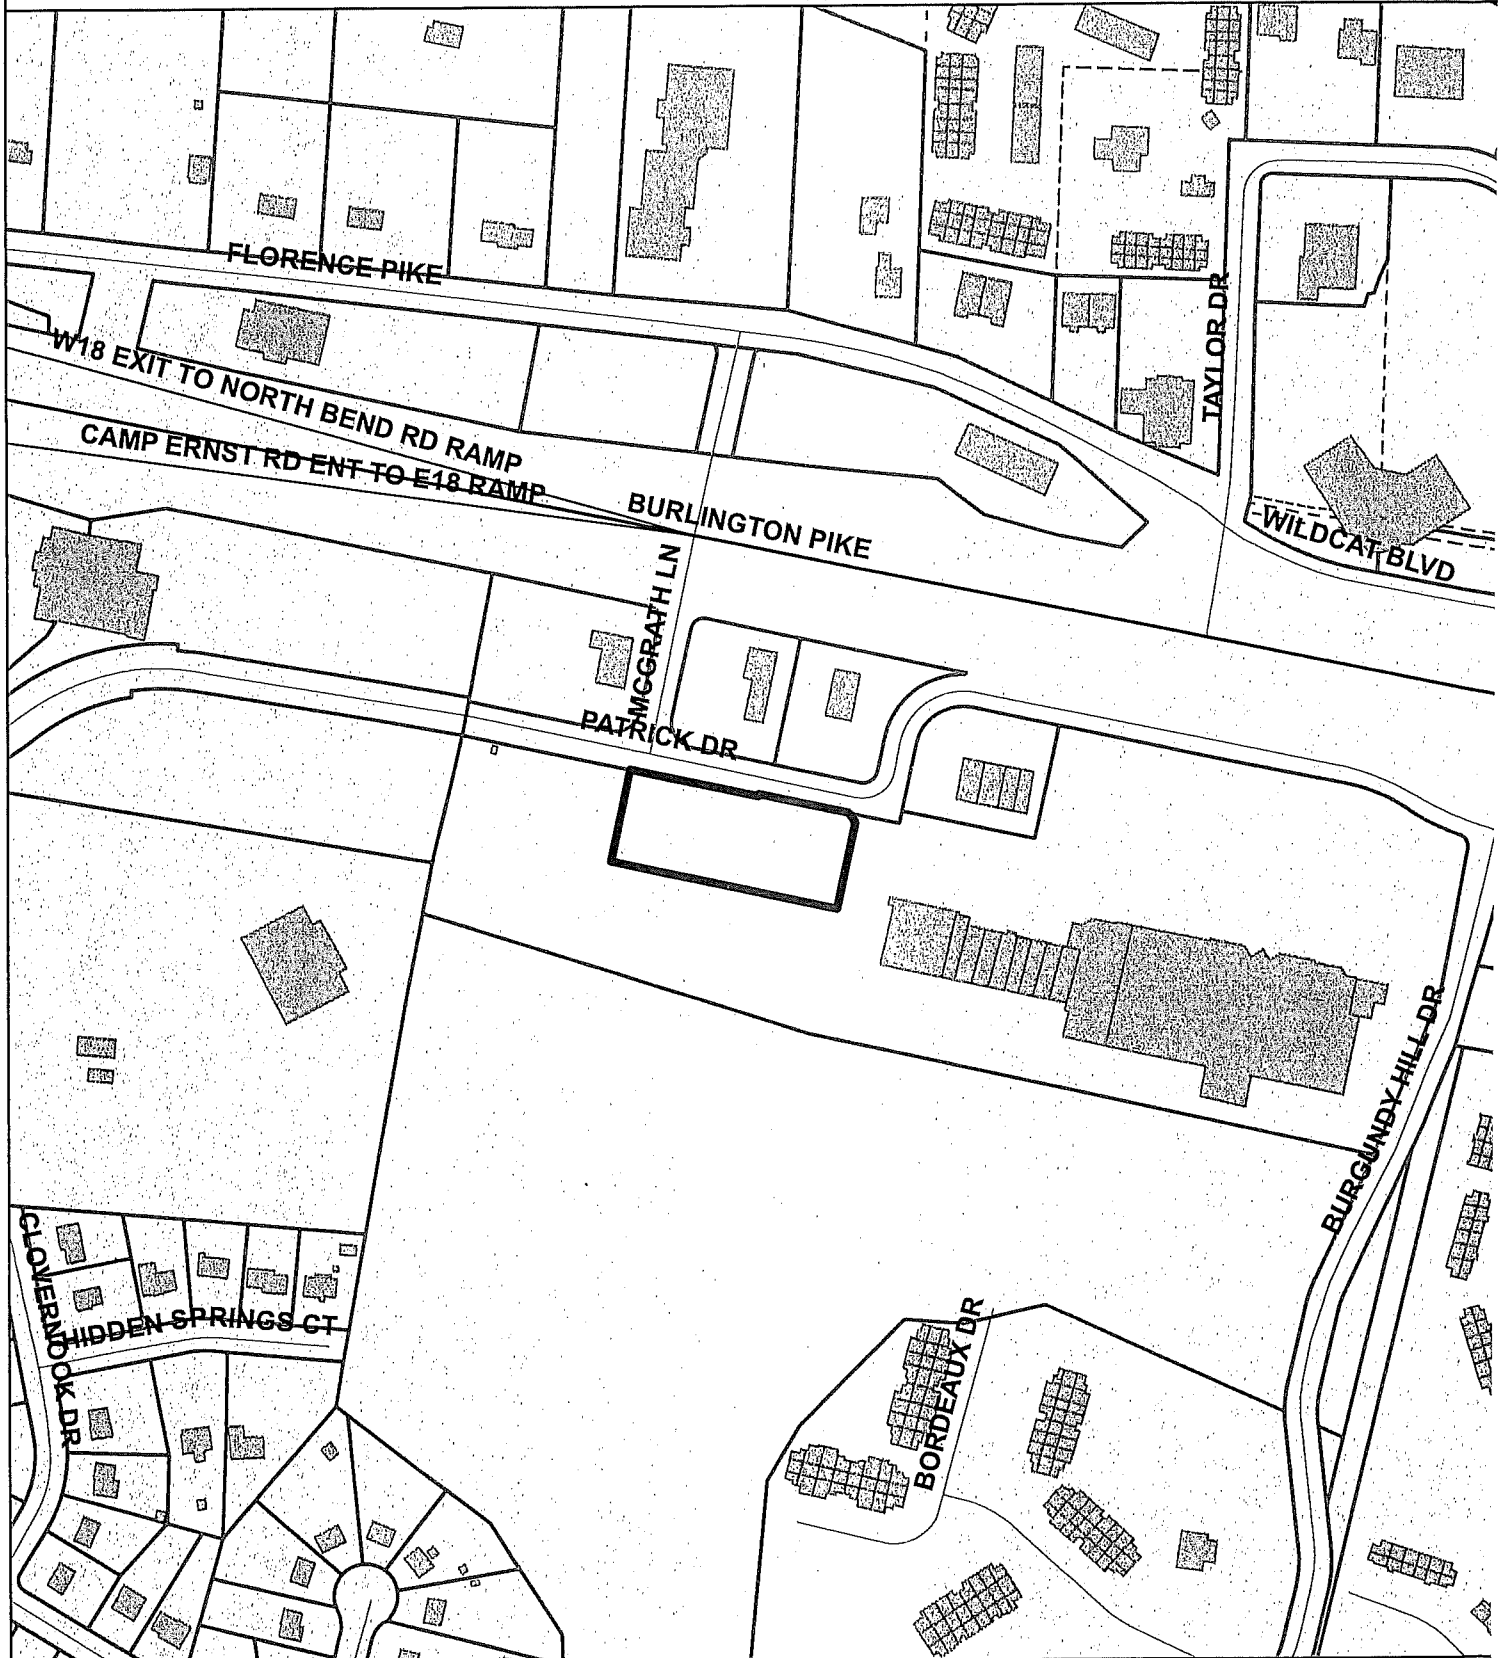 FLORENCE PIKE
TAYLOR DR
W18 EXIT TO NORTH BEND RD RAMP
CAMP ERNST RD ENT TO E18 RAMP
BURLINGTON PIKE
WILDCAT BLVD
MCGRATH LN
PATRICK DR
BURGUNDY HILL DR
CLOVERNOOK DR
HIDDEN SPRINGS CT
BORDEAUX DR